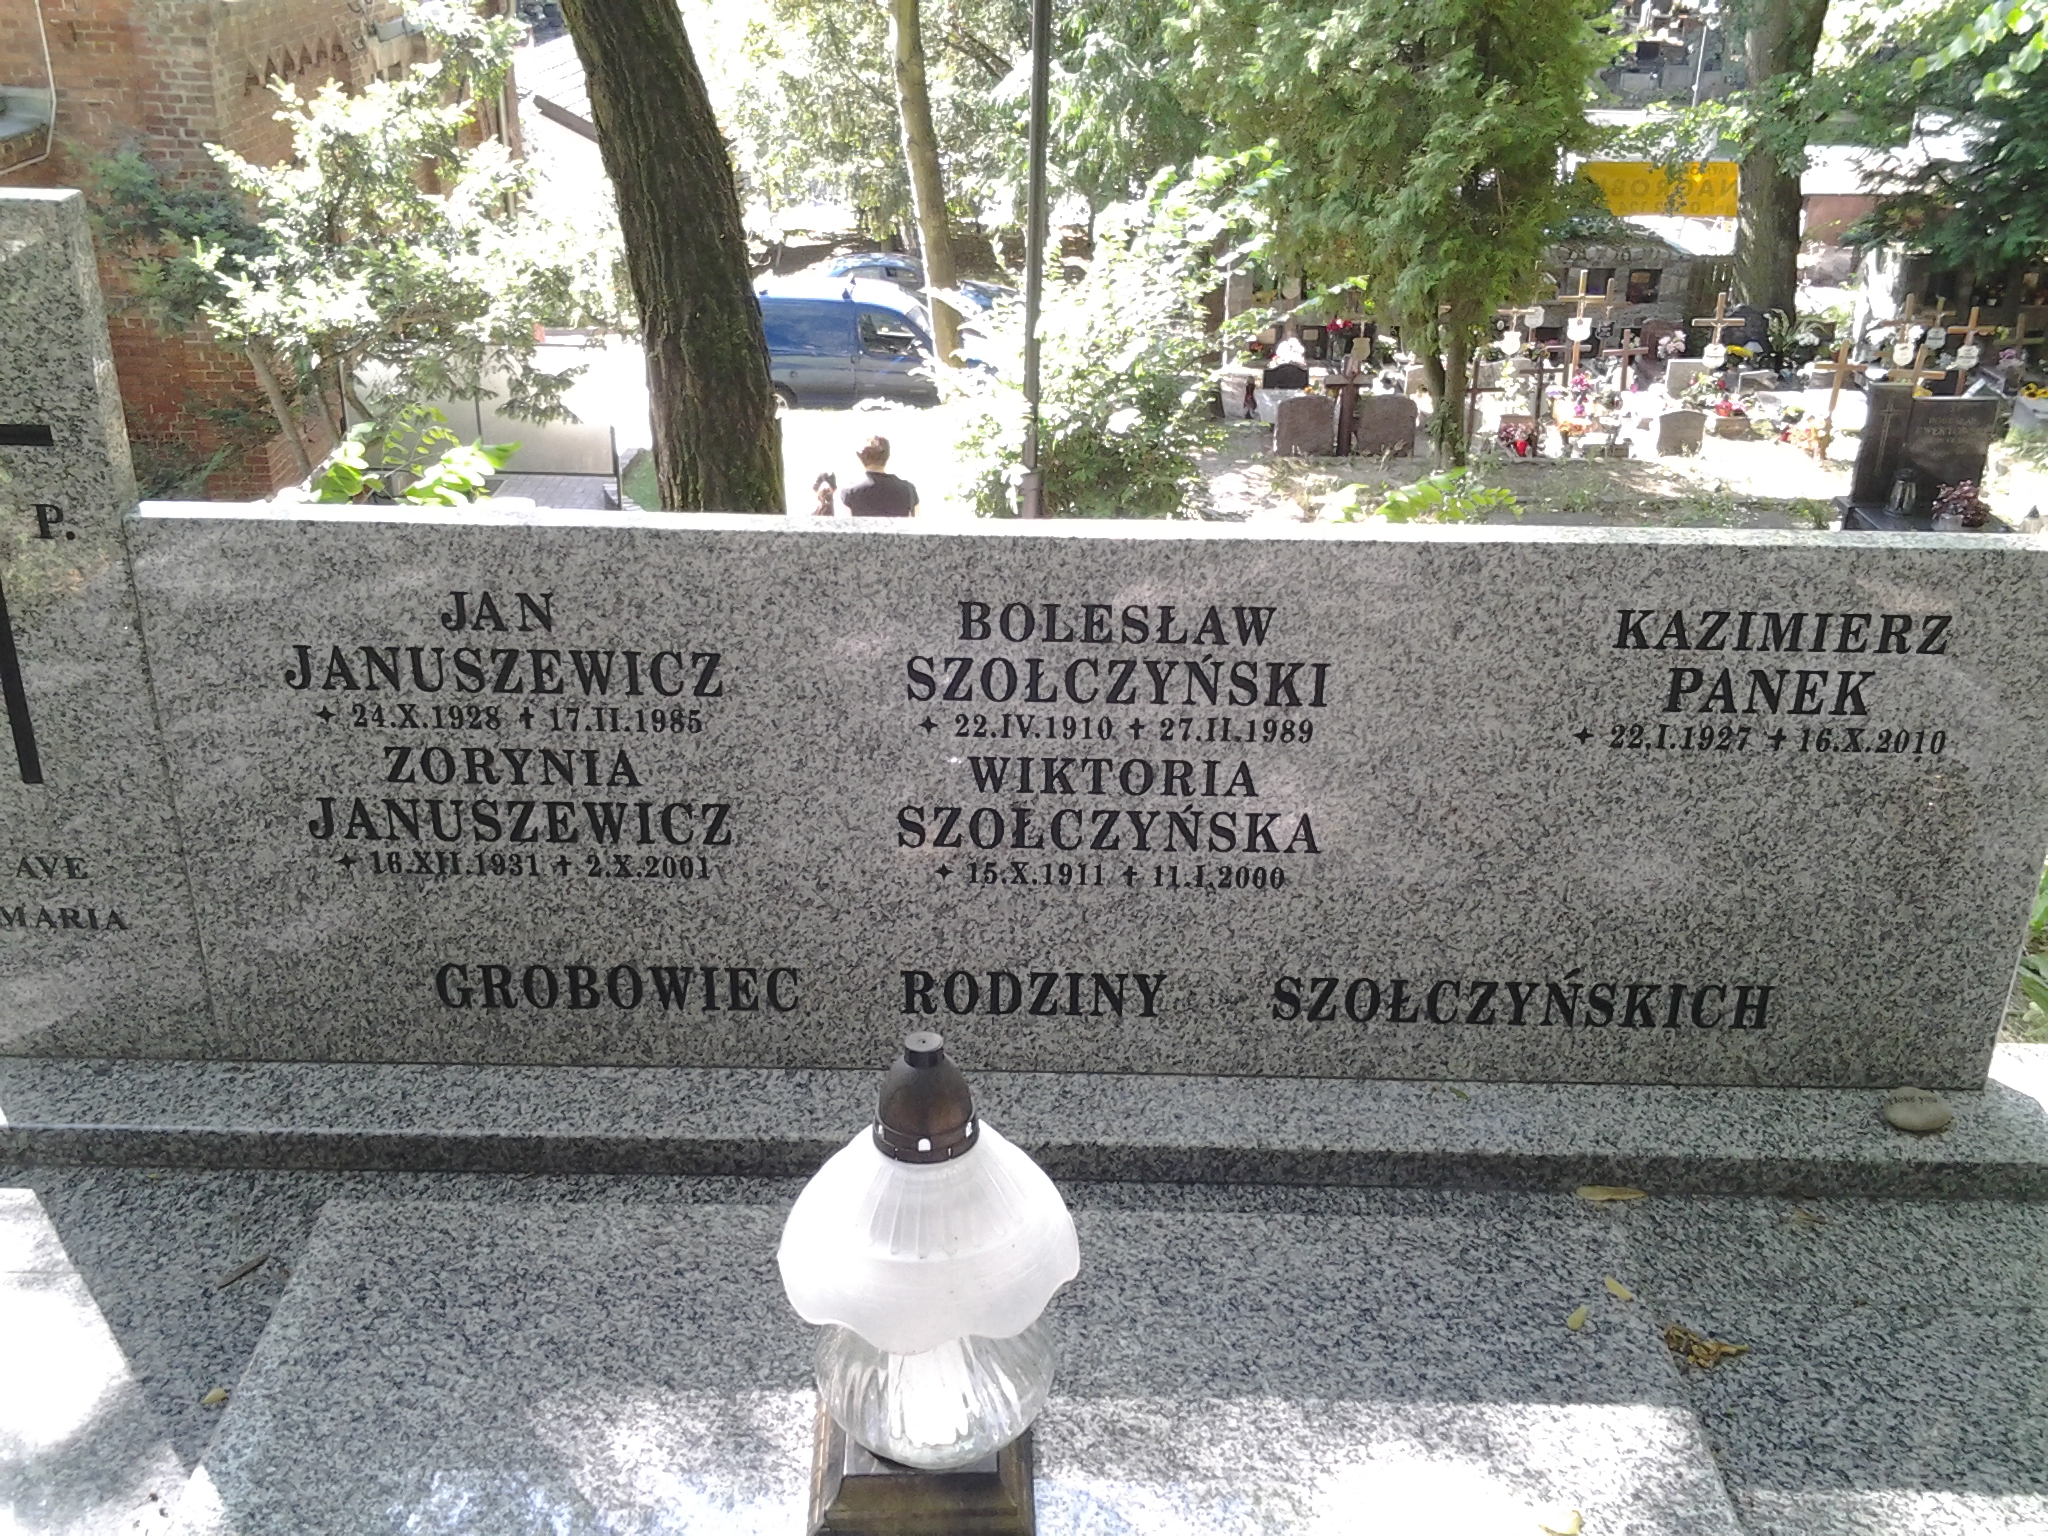 NAGROB
P.
AVE
MARIA
JAN
JANUSZEWICZ
✦ 24.X.1928 ✝ 17.II.1985
ZORYNIA
JANUSZEWICZ
✦ 16.XII.1931 ✝ 2.X.2001
BOLESŁAW
SZOŁCZYŃSKI
✦ 22.IV.1910 ✝ 27.II.1989
WIKTORIA
SZOŁCZYŃSKA
✦ 15.X.1911 ✝ 11.I.2000
KAZIMIERZ
PANEK
✦ 22.I.1927 ✝ 16.X.2010
GROBOWIEC RODZINY SZOŁCZYŃSKICH